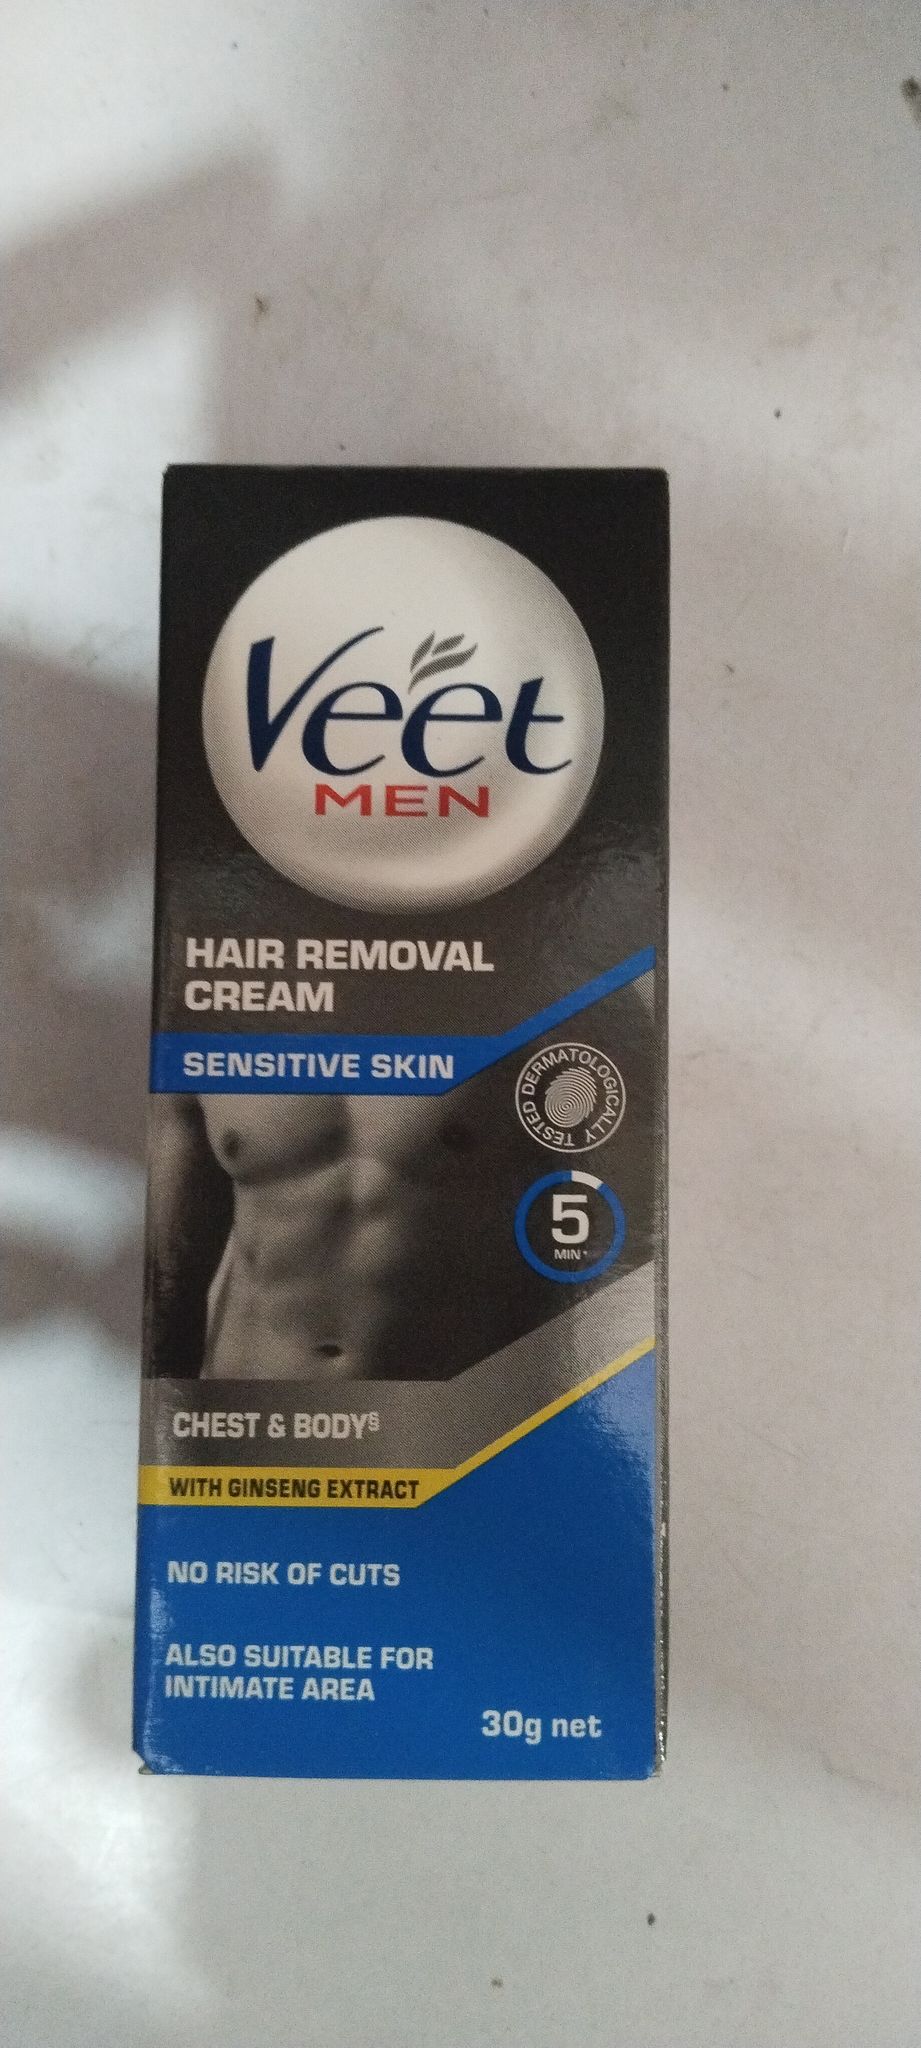 Veet
MEN
HAIR REMOVAL
CREAM
SENSITIVE SKIN
DERMATOLOGICALLY TESTED
5
MIN*
CHEST & BODY§
WITH GINSENG EXTRACT
NO RISK OF CUTS
ALSO SUITABLE FOR
INTIMATE AREA
30g net